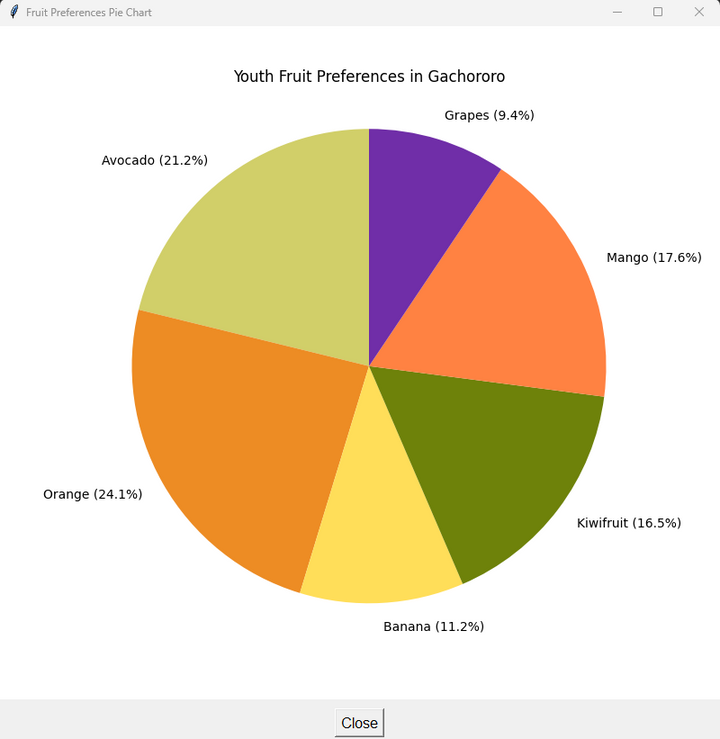 Fruit Preferences Pie Chart
Youth Fruit Preferences in Gachororo
Grapes (9.4%)
Avocado (21.2%)
Mango (17.6%)
Orange (24.1%)
Kiwifruit (16.5%)
Banana (11.2%)
Close